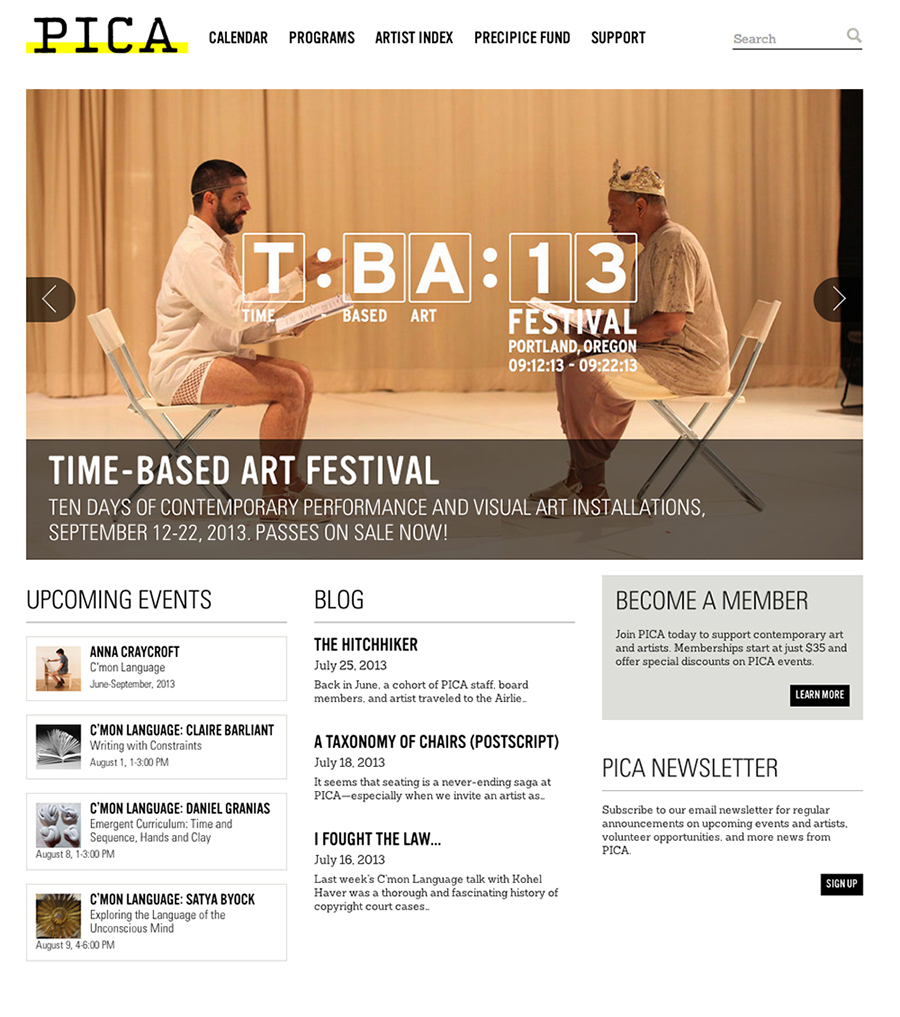 PICA
CALENDAR PROGRAMS ARTIST INDEX PRECIPICE FUND SUPPORT
Search
T:BA:13
TIME BASED ART
FESTIVAL
PORTLAND, OREGON
09:12:13 - 09:22:13
TIME-BASED ART FESTIVAL
TEN DAYS OF CONTEMPORARY PERFORMANCE AND VISUAL ART INSTALLATIONS,
SEPTEMBER 12-22, 2013. PASSES ON SALE NOW!
UPCOMING EVENTS
ANNA CRAYCROFT
C'mon Language
June-September, 2013
C'MON LANGUAGE: CLAIRE BARLIANT
Writing with Constraints
August 1, 1-3:00 PM
C'MON LANGUAGE: DANIEL GRANIAS
Emergent Curriculum: Time and
Sequence, Hands and Clay
August 8, 1-3:00 PM
C'MON LANGUAGE: SATYA BYOCK
Exploring the Language of the
Unconscious Mind
August 9, 4-6:00 PM
BLOG
THE HITCHHIKER
July 25, 2013
Back in June, a cohort of PICA staff, board
members, and artist traveled to the Airlie...
A TAXONOMY OF CHAIRS (POSTSCRIPT)
July 18, 2013
It seems that seating is a never-ending saga at
PICA—especially when we invite an artist as...
I FOUGHT THE LAW...
July 16, 2013
Last week's C'mon Language talk with Kohel
Haver was a thorough and fascinating history of
copyright court cases...
BECOME A MEMBER
Join PICA today to support contemporary art
and artists. Memberships start at just $35 and
offer special discounts on PICA events.
LEARN MORE
PICA NEWSLETTER
Subscribe to our email newsletter for regular
announcements on upcoming events and artists,
volunteer opportunities, and more news from
PICA.
SIGN UP